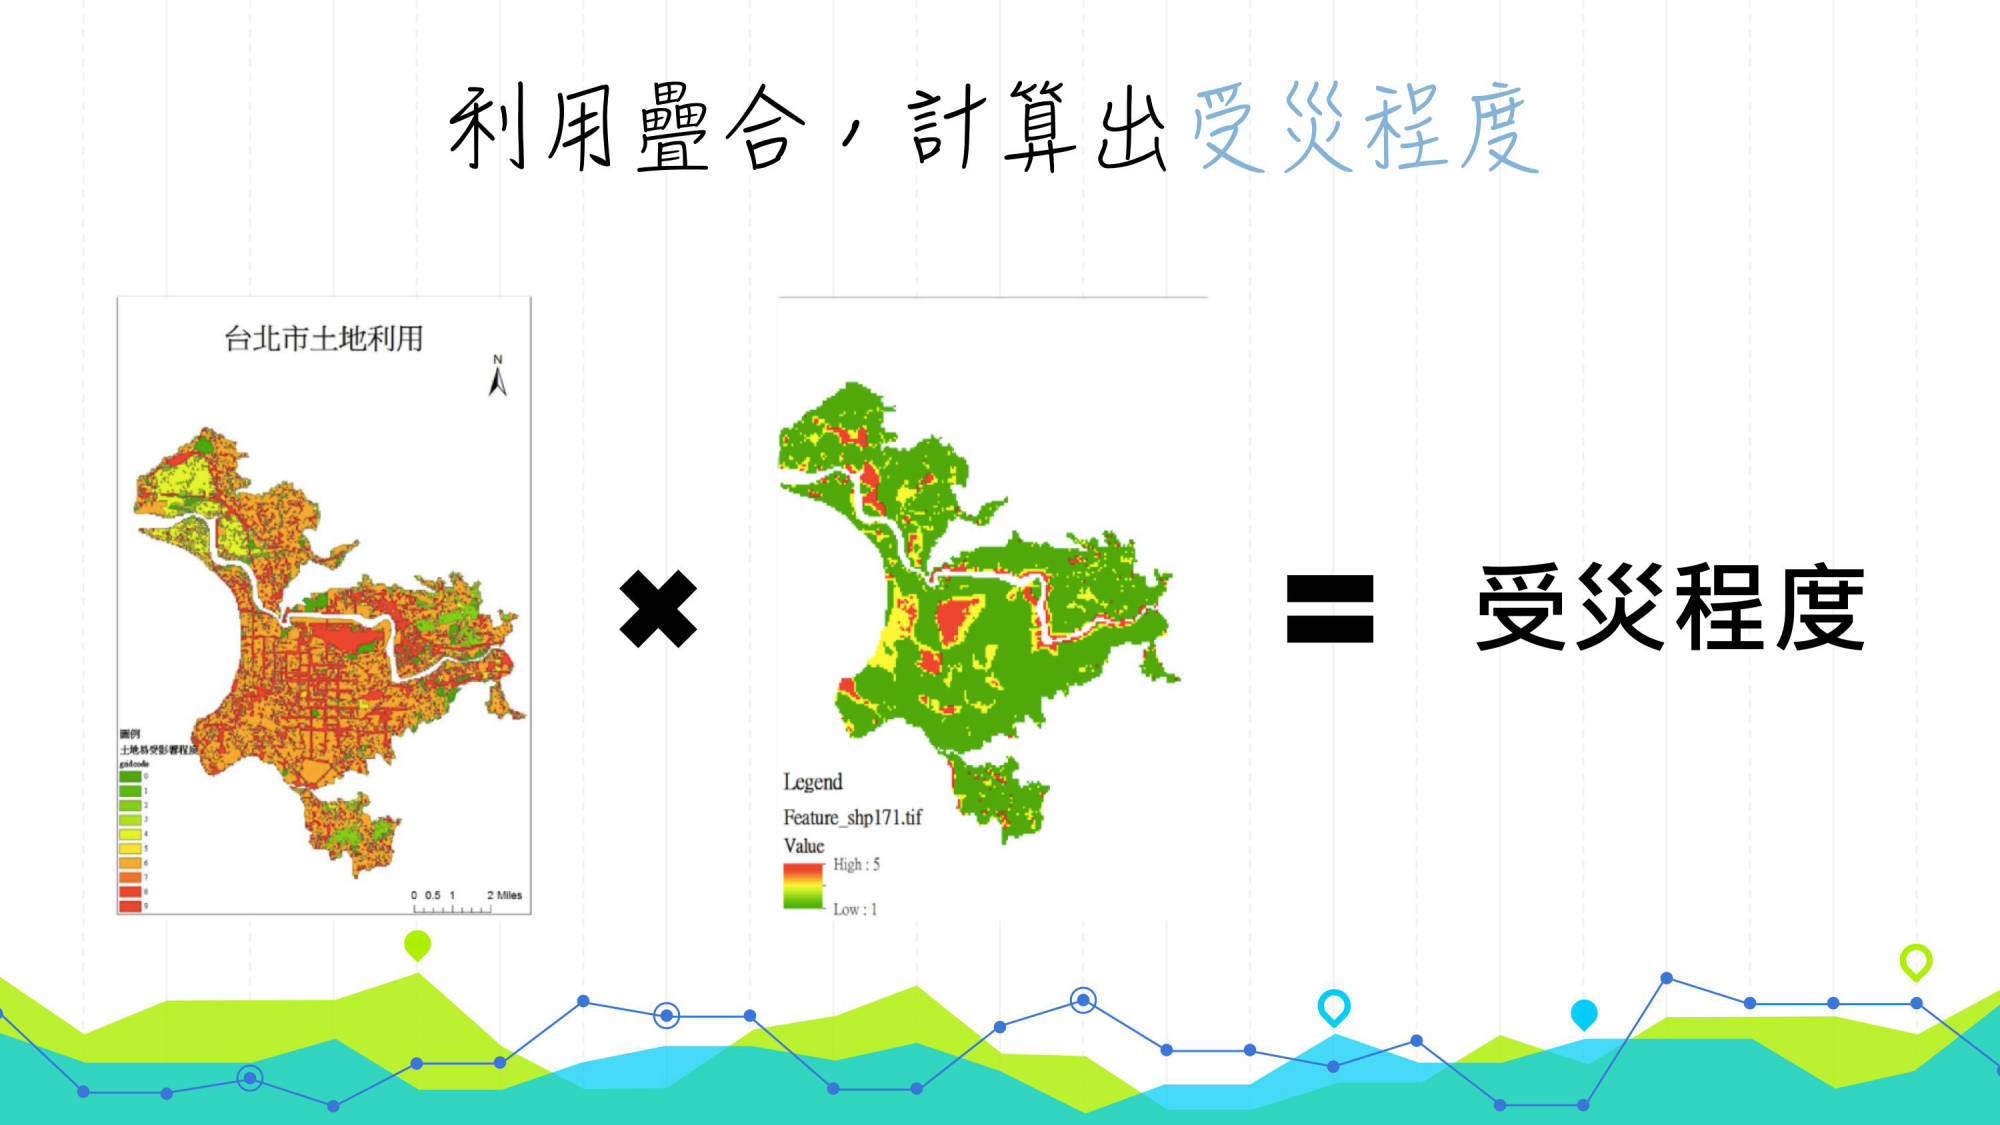 利用疊合，計算出受災程度
台北市土地利用
N
圖例
土地易受影響程度
gridcode
0
1
2
3
4
5
6
7
8
9
0 0.5 1 2 Miles
Legend
Feature_shp171.tif
Value
High : 5
Low : 1
受災程度